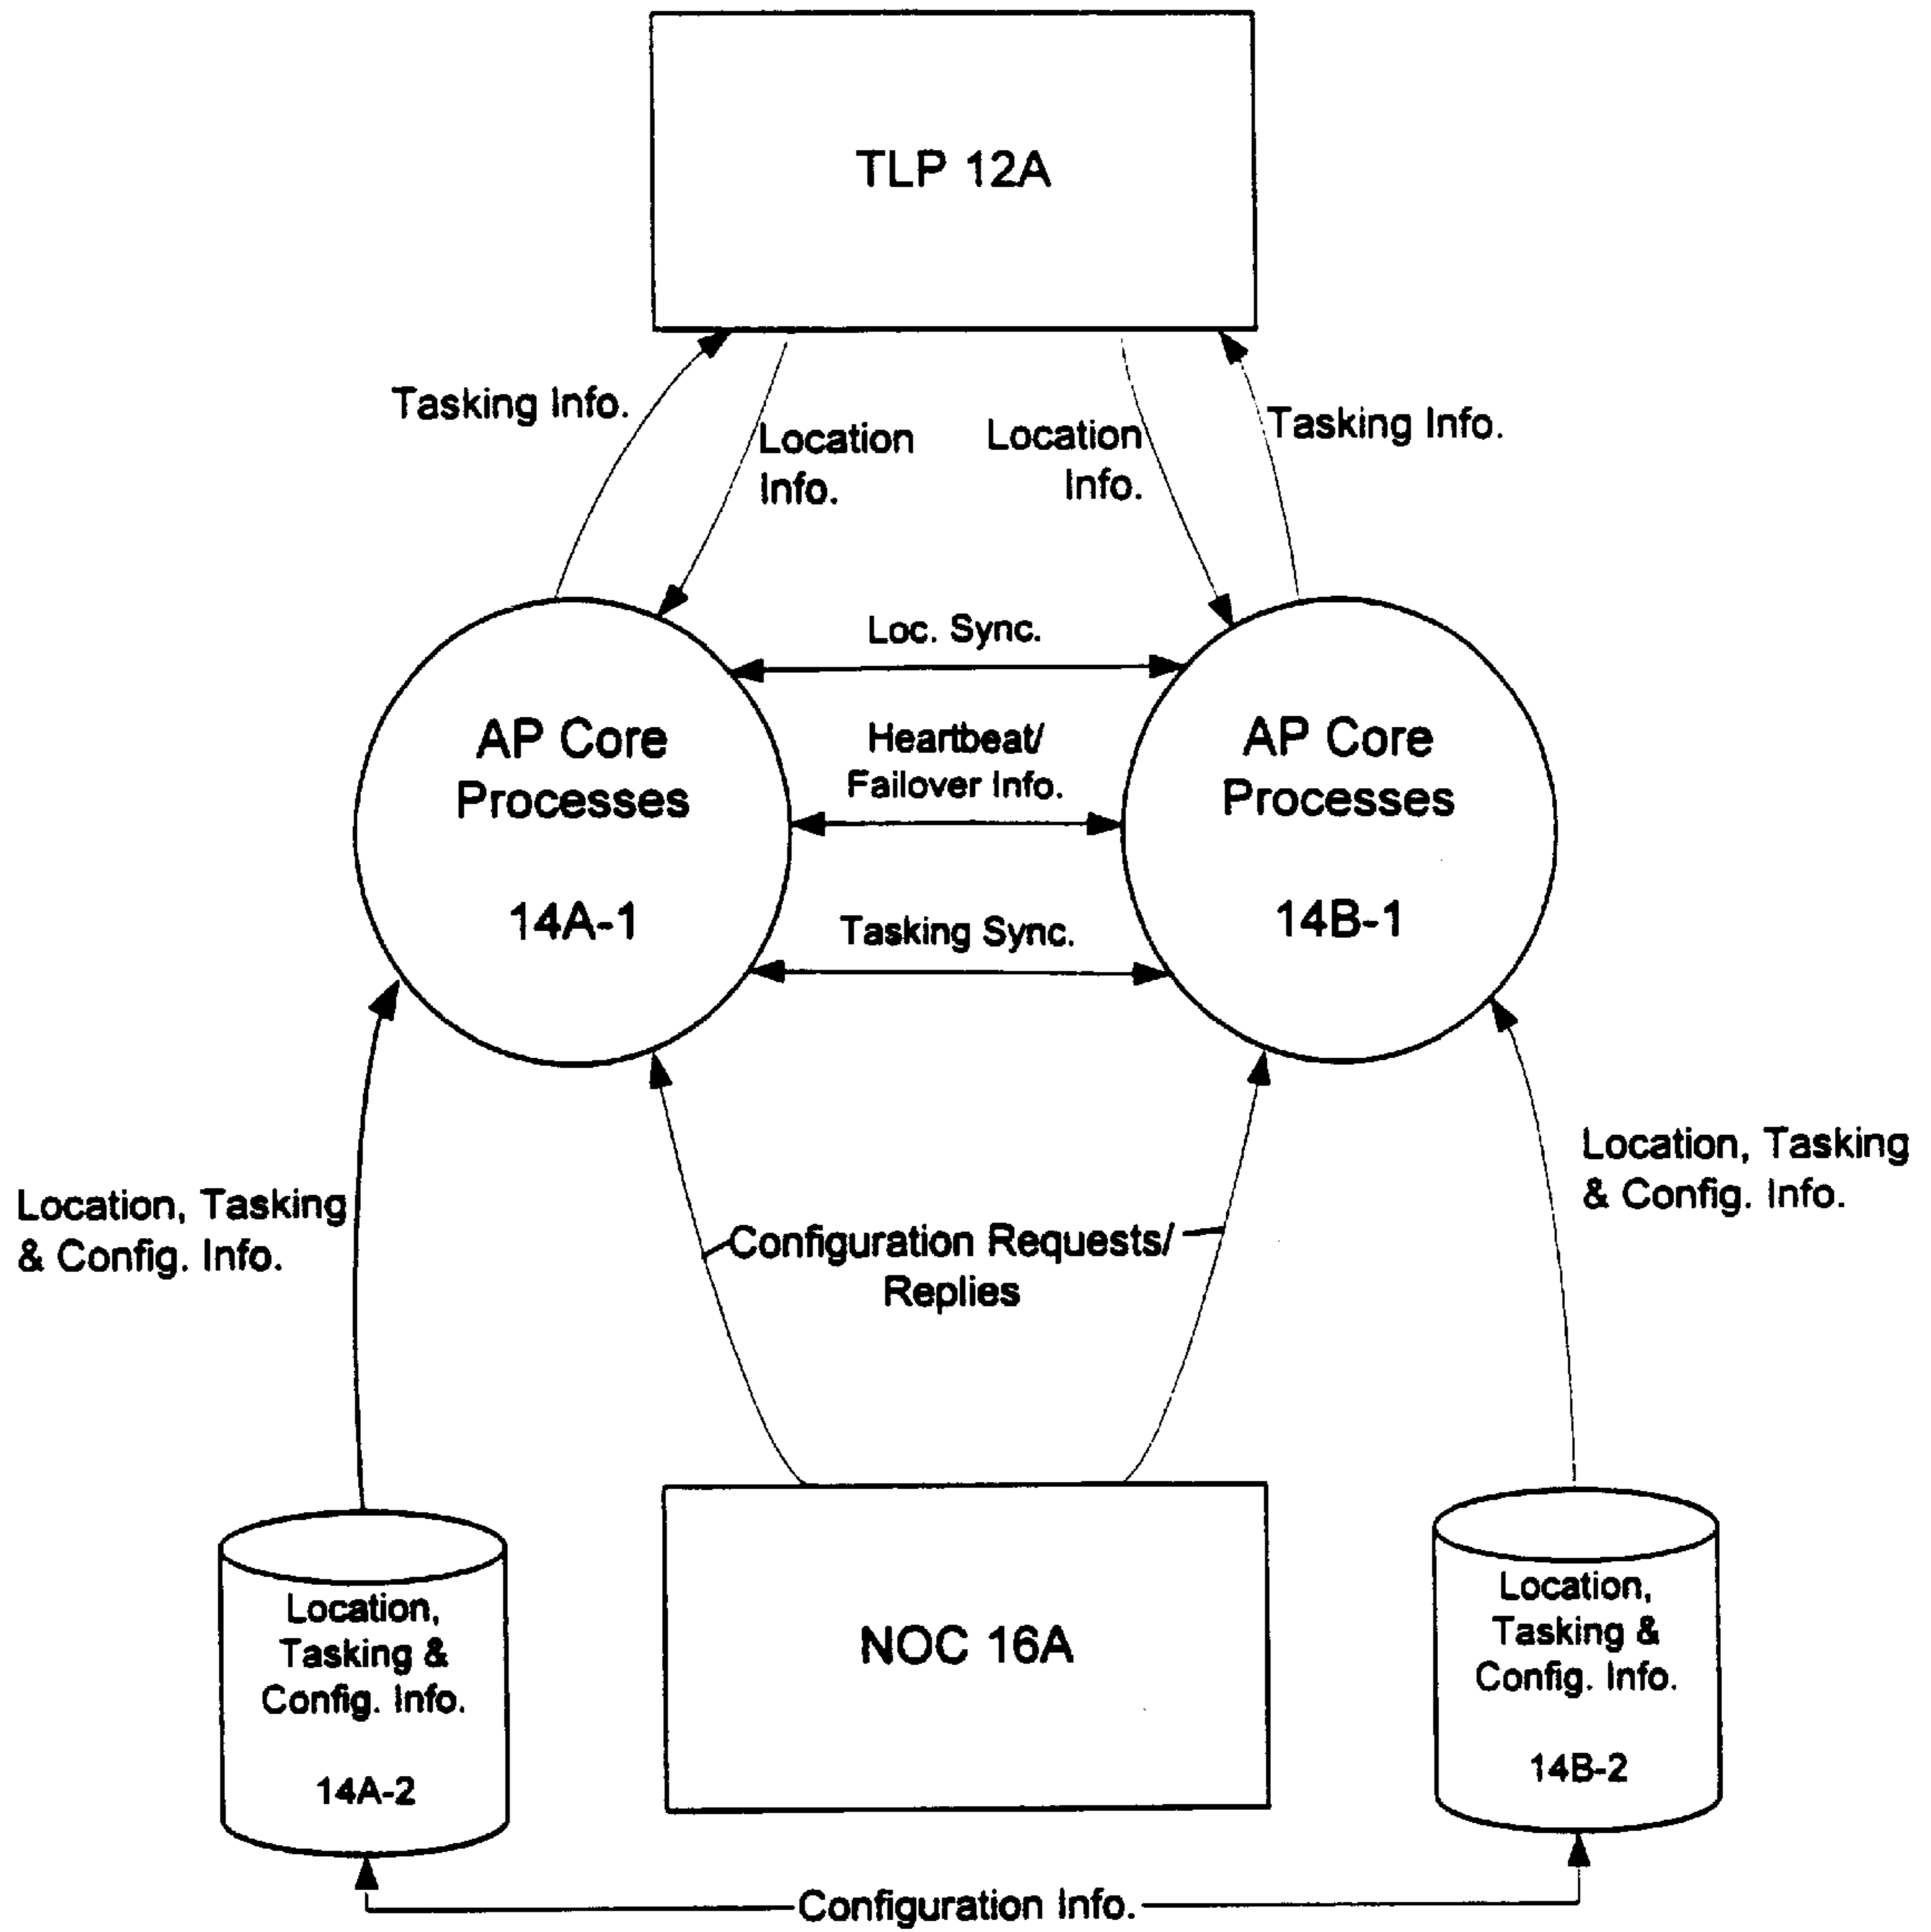 TLP 12A
Tasking Info.
Location
Info.
Location
Info.
Tasking Info.
Loc. Sync.
AP Core
Processes
14A-1
Heartbeat/
Failover Info.
AP Core
Processes
14B-1
Tasking Sync.
Location, Tasking
& Config. Info.
Configuration Requests/
Replies
Location, Tasking
& Config. Info.
Location,
Tasking &
Config. Info.
14A-2
NOC 16A
Location,
Tasking &
Config. Info.
14B-2
Configuration Info.